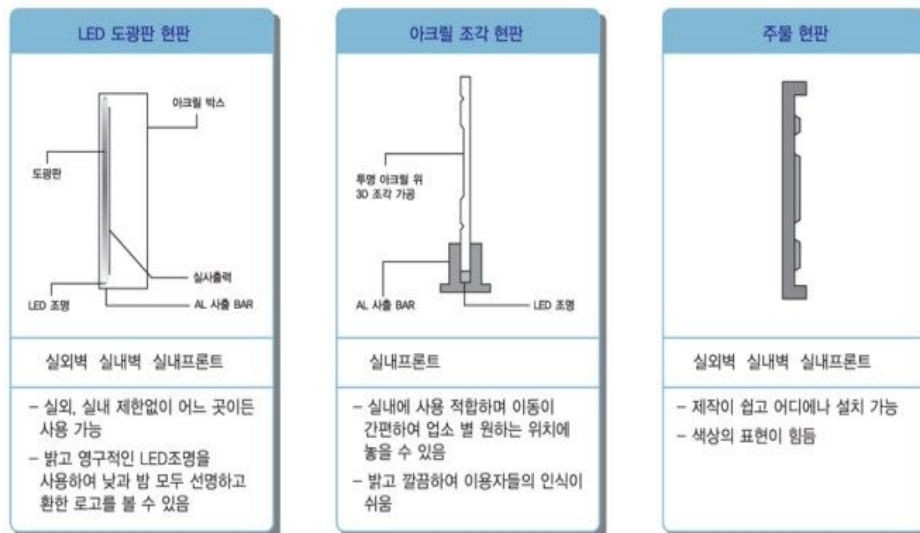 LED 도광판 현판
아크릴 박스
도광판
실사출력
LED 조명
AL 사출 BAR
실외벽 실내벽 실내프론트
- 실외, 실내 제한없이 어느 곳이든
사용 가능
- 밝고 영구적인 LED조명을
사용하여 낮과 밤 모두 선명하고
환한 로고를 볼 수 있음
아크릴 조각 현판
투명 아크릴 위
3D 조각 가공
AL 사출 BAR
LED 조명
실내프론트
- 실내에 사용 적합하며 이동이
간편하여 업소 별 원하는 위치에
놓을 수 있음
- 밝고 깔끔하여 이용자들의 인식이
쉬움
주물 현판
실외벽 실내벽 실내프론트
- 제작이 쉽고 어디에나 설치 가능
- 색상의 표현이 힘듬